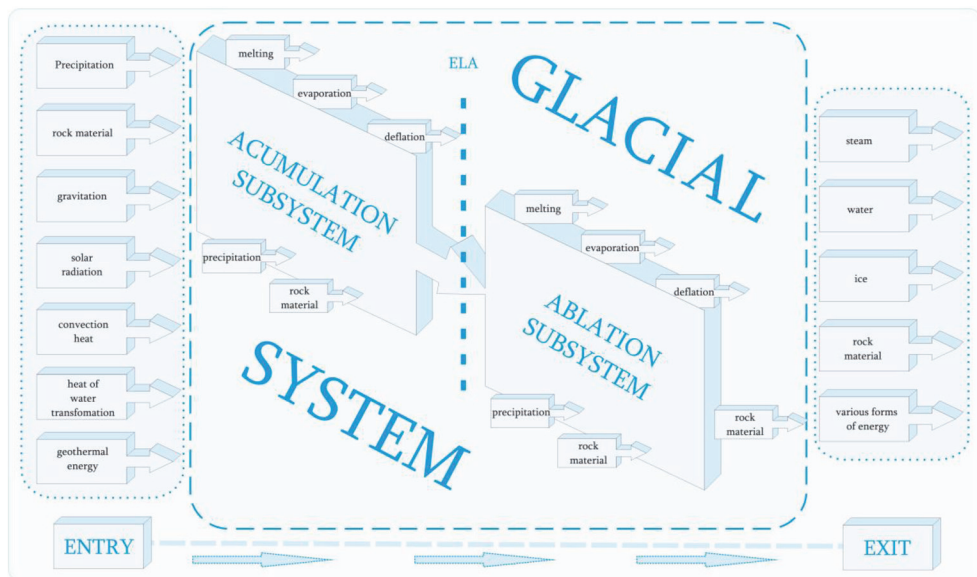 Precipitation
rock material
gravitation
solar
radiation
convection
heat
heat of
water
transfomation
geothermal
energy
melting
evaporation
deflation
ACUMULATION
SUBSYSTEM
precipitation
rock
material
ELA
GLACIAL
SYSTEM
melting
evaporation
deflation
ABLATION
SUBSYSTEM
precipitation
rock
material
rock
material
steam
water
ice
rock
material
various forms
of energy
ENTRY
EXIT